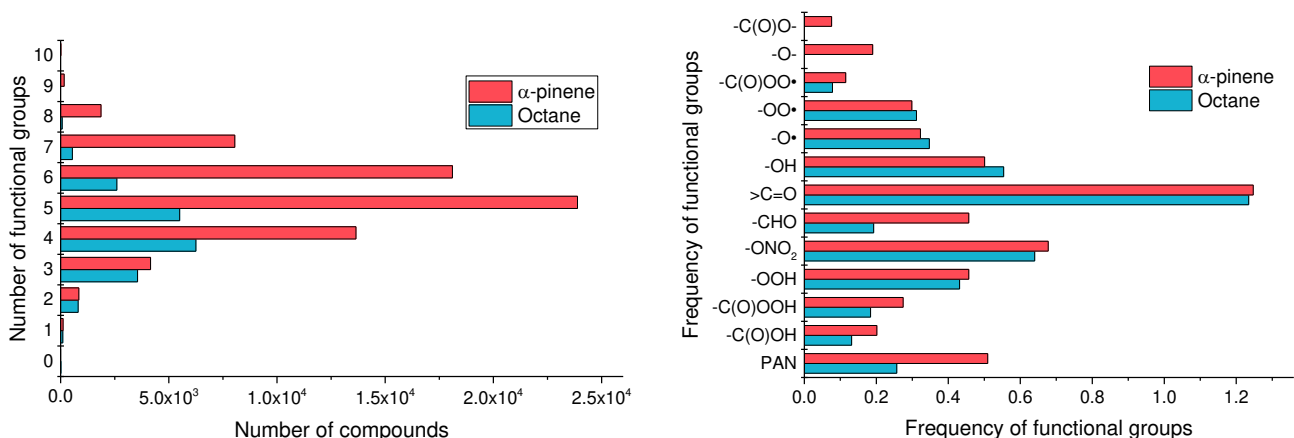 Number of functional groups
10
9
8
7
6
5
4
3
2
1
0
α-pinene
Octane
0.0
5.0x10³
1.0x10⁴
1.5x10⁴
2.0x10⁴
2.5x10⁴
Number of compounds
Frequency of functional groups
-C(O)O-
-O-
-C(O)OO•
-OO•
-O•
-OH
>C=O
-CHO
-ONO₂
-OOH
-C(O)OOH
-C(O)OH
PAN
α-pinene
Octane
0.0
0.2
0.4
0.6
0.8
1.0
1.2
Frequency of functional groups